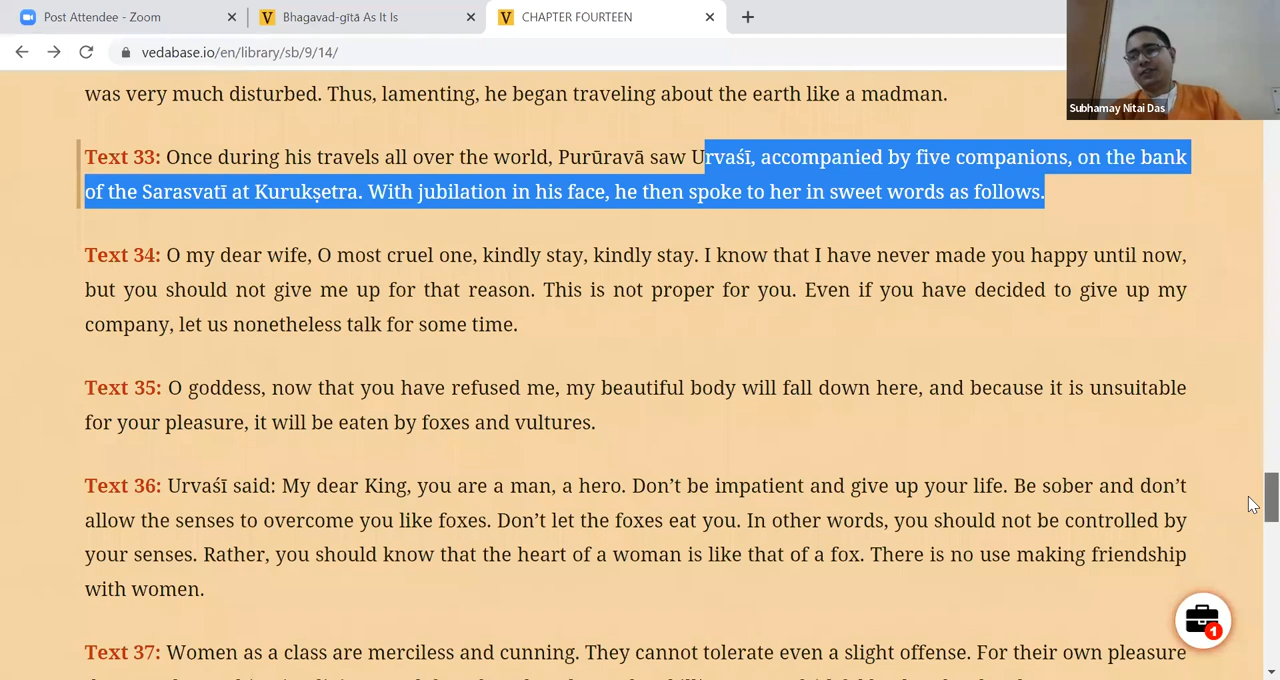 Post Attendee - Zoom
Bhagavad-gītā As It Is
CHAPTER FOURTEEN
vedabase.io/en/library/sb/9/14/
Subhamay Nitai Das
was very much disturbed. Thus, lamenting, he began traveling about the earth like a madman.
Text 33: Once during his travels all over the world, Purūravā saw Urvaśī, accompanied by five companions, on the bank
of the Sarasvatī at Kurukṣetra. With jubilation in his face, he then spoke to her in sweet words as follows.
Text 34: O my dear wife, O most cruel one, kindly stay, kindly stay. I know that I have never made you happy until now,
but you should not give me up for that reason. This is not proper for you. Even if you have decided to give up my
company, let us nonetheless talk for some time.
Text 35: O goddess, now that you have refused me, my beautiful body will fall down here, and because it is unsuitable
for your pleasure, it will be eaten by foxes and vultures.
Text 36: Urvaśī said: My dear King, you are a man, a hero. Don’t be impatient and give up your life. Be sober and don’t
allow the senses to overcome you like foxes. Don’t let the foxes eat you. In other words, you should not be controlled by
your senses. Rather, you should know that the heart of a woman is like that of a fox. There is no use making friendship
with women.
1
Text 37: Women as a class are merciless and cunning. They cannot tolerate even a slight offense. For their own pleasure